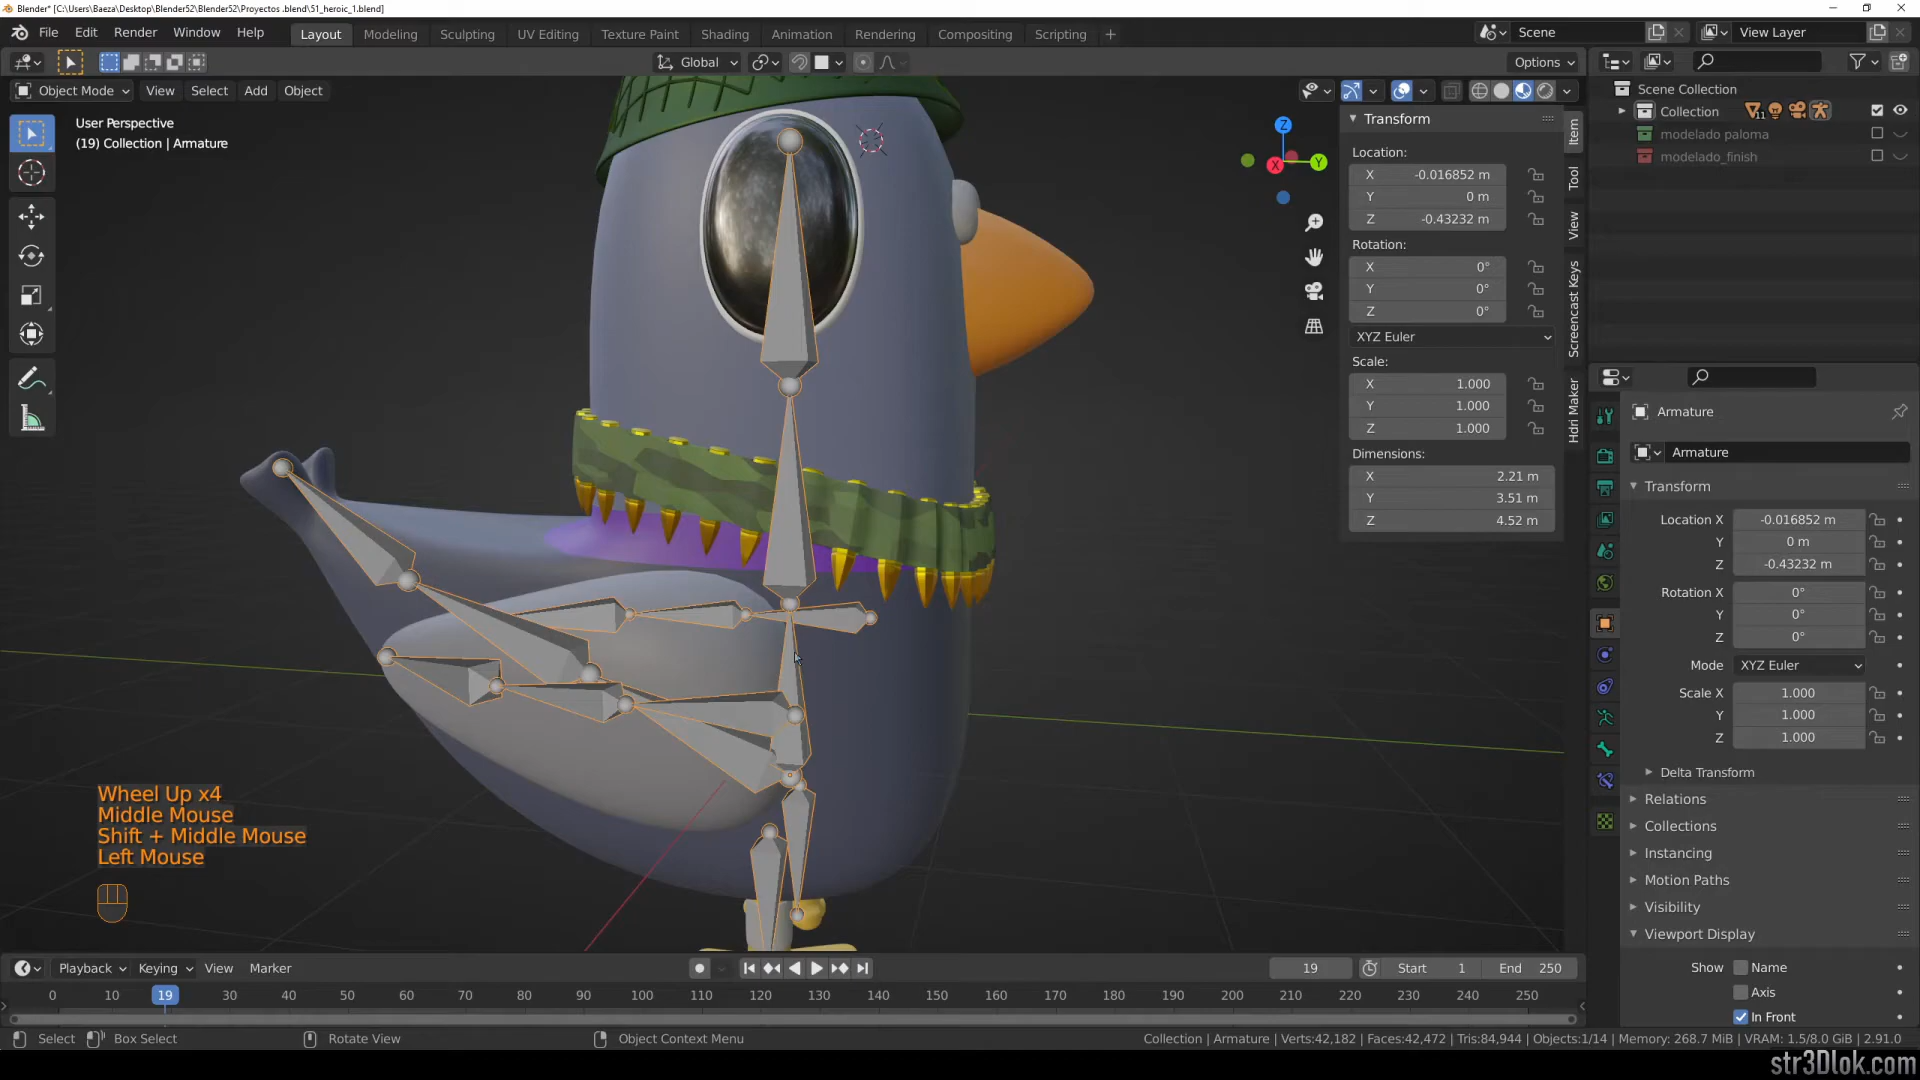 Blender* [C:\Users\Baeza\Desktop\Blender52\Blender52\Proyectos .blend\51_heroic_1.blend]
File Edit Render Window Help Layout Modeling Sculpting UV Editing Texture Paint Shading Animation Rendering Compositing Scripting + Scene View Layer
Global Options
Object Mode View Select Add Object
User Perspective
(19) Collection | Armature
Z
Y
X
Transform
Location:
X -0.016852 m
Y 0 m
Z -0.43232 m
Rotation:
X 0°
Y 0°
Z 0°
XYZ Euler
Scale:
X 1.000
Y 1.000
Z 1.000
Dimensions:
X 2.21 m
Y 3.51 m
Z 4.52 m
Item
Tool
View
Screencast Keys
Hdri Maker
Scene Collection
Collection 11
modelado paloma
modelado_finish
Armature
Armature
Transform
Location X -0.016852 m
Y 0 m
Z -0.43232 m
Rotation X 0°
Y 0°
Z 0°
Mode XYZ Euler
Scale X 1.000
Y 1.000
Z 1.000
Delta Transform
Relations
Collections
Instancing
Motion Paths
Visibility
Viewport Display
Show Name
Axis
In Front
Wheel Up x4
Middle Mouse
Shift + Middle Mouse
Left Mouse
Playback Keying View Marker 19 Start 1 End 250
0 10 19 30 40 50 60 70 80 90 100 110 120 130 140 150 160 170 180 190 200 210 220 230 240 250
Select Box Select Rotate View Object Context Menu Collection | Armature | Verts:42,182 | Faces:42,472 | Tris:84,944 | Objects:1/14 | Memory: 268.7 MiB | VRAM: 1.5/8.0 GiB | 2.91.0
str3Dlok.com